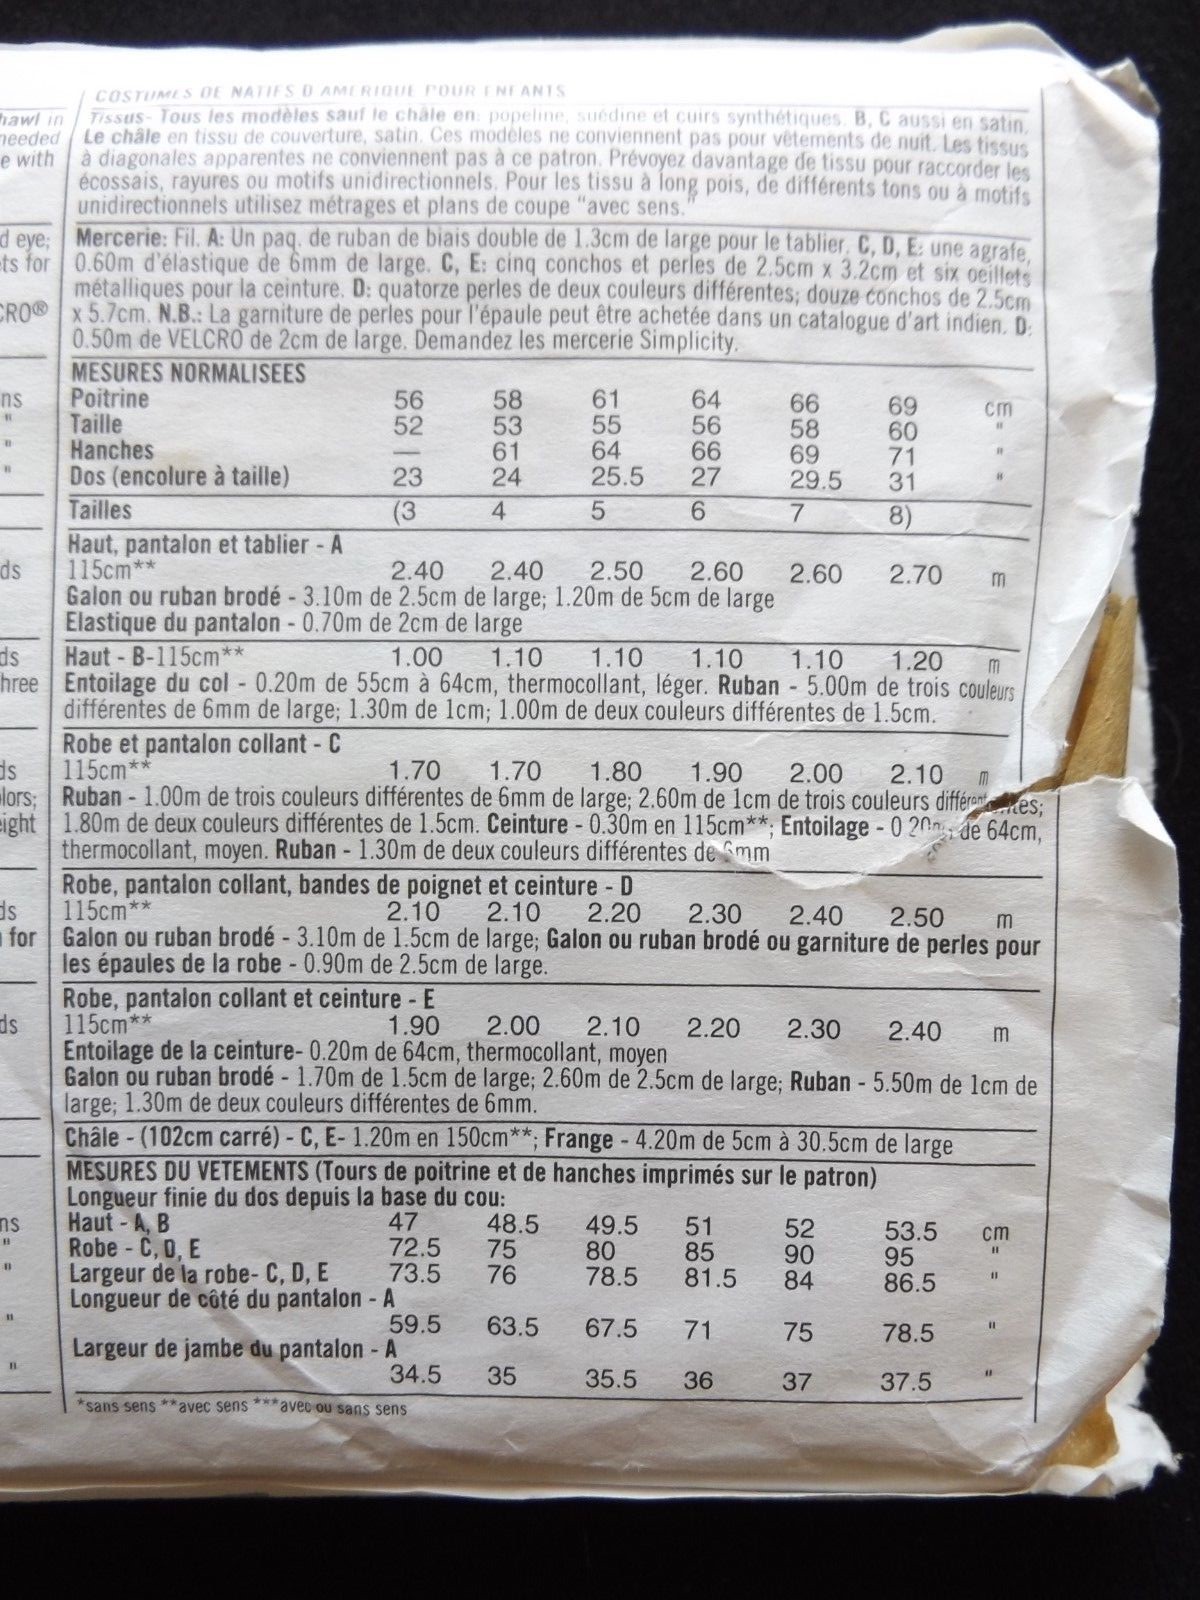 COSTUMES DE NATIFS D'AMERIQUE POUR ENFANTS
hawl in
needed
e with
Tissus- Tous les modèles sauf le châle en: popeline, suédine et cuirs synthétiques. B, C aussi en satin.
Le châle en tissu de couverture, satin. Ces modèles ne conviennent pas pour vêtements de nuit. Les tissus
à diagonales apparentes ne conviennent pas à ce patron. Prévoyez davantage de tissu pour raccorder les
écossais, rayures ou motifs unidirectionnels. Pour les tissu à long pois, de différents tons ou à motifs
unidirectionnels utilisez métrages et plans de coupe "avec sens."
d eye;
ets for
CRO®
Mercerie: Fil. A: Un paq. de ruban de biais double de 1.3cm de large pour le tablier. C, D, E: une agrafe,
0.60m d'élastique de 6mm de large. C, E: cinq conchos et perles de 2.5cm x 3.2cm et six oeillets
métalliques pour la ceinture. D: quatorze perles de deux couleurs différentes; douze conchos de 2.5cm
x 5.7cm. N.B.: La garniture de perles pour l'épaule peut être achetée dans un catalogue d'art indien. D:
0.50m de VELCRO de 2cm de large. Demandez les mercerie Simplicity.
MESURES NORMALISEES
ns Poitrine 56 58 61 64 66 69 cm
" Taille 52 53 55 56 58 60 "
" Hanches — 61 64 66 69 71 "
" Dos (encolure à taille) 23 24 25.5 27 29.5 31 "
Tailles (3 4 5 6 7 8)
Haut, pantalon et tablier - A
ds 115cm** 2.40 2.40 2.50 2.60 2.60 2.70 m
Galon ou ruban brodé - 3.10m de 2.5cm de large; 1.20m de 5cm de large
Elastique du pantalon - 0.70m de 2cm de large
ds Haut - B-115cm** 1.00 1.10 1.10 1.10 1.10 1.20 m
hree Entoilage du col - 0.20m de 55cm à 64cm, thermocollant, léger. Ruban - 5.00m de trois couleurs
différentes de 6mm de large; 1.30m de 1cm; 1.00m de deux couleurs différentes de 1.5cm.
Robe et pantalon collant - C
ds 115cm** 1.70 1.70 1.80 1.90 2.00 2.10 m
olors; Ruban - 1.00m de trois couleurs différentes de 6mm de large; 2.60m de 1cm de trois couleurs différentes;
eight 1.80m de deux couleurs différentes de 1.5cm. Ceinture - 0.30m en 115cm**; Entoilage - 0.20m de 64cm,
thermocollant, moyen. Ruban - 1.30m de deux couleurs différentes de 6mm
Robe, pantalon collant, bandes de poignet et ceinture - D
ds 115cm** 2.10 2.10 2.20 2.30 2.40 2.50 m
for Galon ou ruban brodé - 3.10m de 1.5cm de large; Galon ou ruban brodé ou garniture de perles pour
les épaules de la robe - 0.90m de 2.5cm de large.
Robe, pantalon collant et ceinture - E
ds 115cm** 1.90 2.00 2.10 2.20 2.30 2.40 m
Entoilage de la ceinture- 0.20m de 64cm, thermocollant, moyen
Galon ou ruban brodé - 1.70m de 1.5cm de large; 2.60m de 2.5cm de large; Ruban - 5.50m de 1cm de
large; 1.30m de deux couleurs différentes de 6mm.
Châle - (102cm carré) - C, E- 1.20m en 150cm**; Frange - 4.20m de 5cm à 30.5cm de large
MESURES DU VETEMENTS (Tours de poitrine et de hanches imprimés sur le patron)
Longueur finie du dos depuis la base du cou:
ns Haut - A, B 47 48.5 49.5 51 52 53.5 cm
" Robe - C, D, E 72.5 75 80 85 90 95 "
" Largeur de la robe- C, D, E 73.5 76 78.5 81.5 84 86.5 "
Longueur de côté du pantalon - A
" 59.5 63.5 67.5 71 75 78.5 "
Largeur de jambe du pantalon - A
" 34.5 35 35.5 36 37 37.5 "
*sans sens **avec sens ***avec ou sans sens